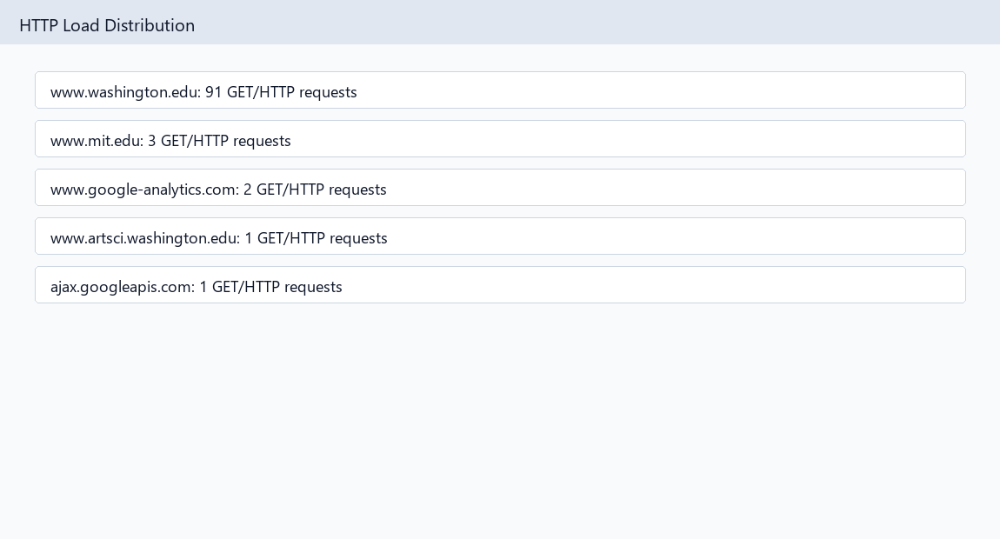 HTTP Load Distribution
www.washington.edu: 91 GET/HTTP requests
www.mit.edu: 3 GET/HTTP requests
www.google-analytics.com: 2 GET/HTTP requests
www.artsci.washington.edu: 1 GET/HTTP requests
ajax.googleapis.com: 1 GET/HTTP requests